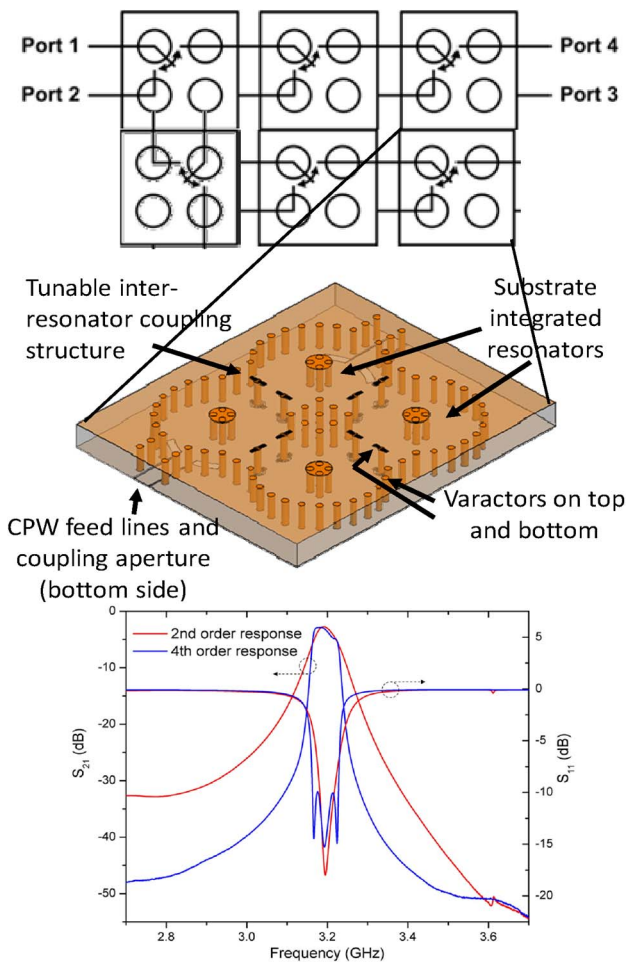 Port 1
Port 4
Port 2
Port 3
Tunable inter-
resonator coupling
structure
Substrate
integrated
resonators
CPW feed lines and
coupling aperture
(bottom side)
Varactors on top
and bottom
2nd order response
4th order response
0
-10
-20
-30
-40
-50
S21 (dB)
5
0
-5
-10
-15
-20
S11 (dB)
2.8
3.0
3.2
3.4
3.6
Frequency (GHz)